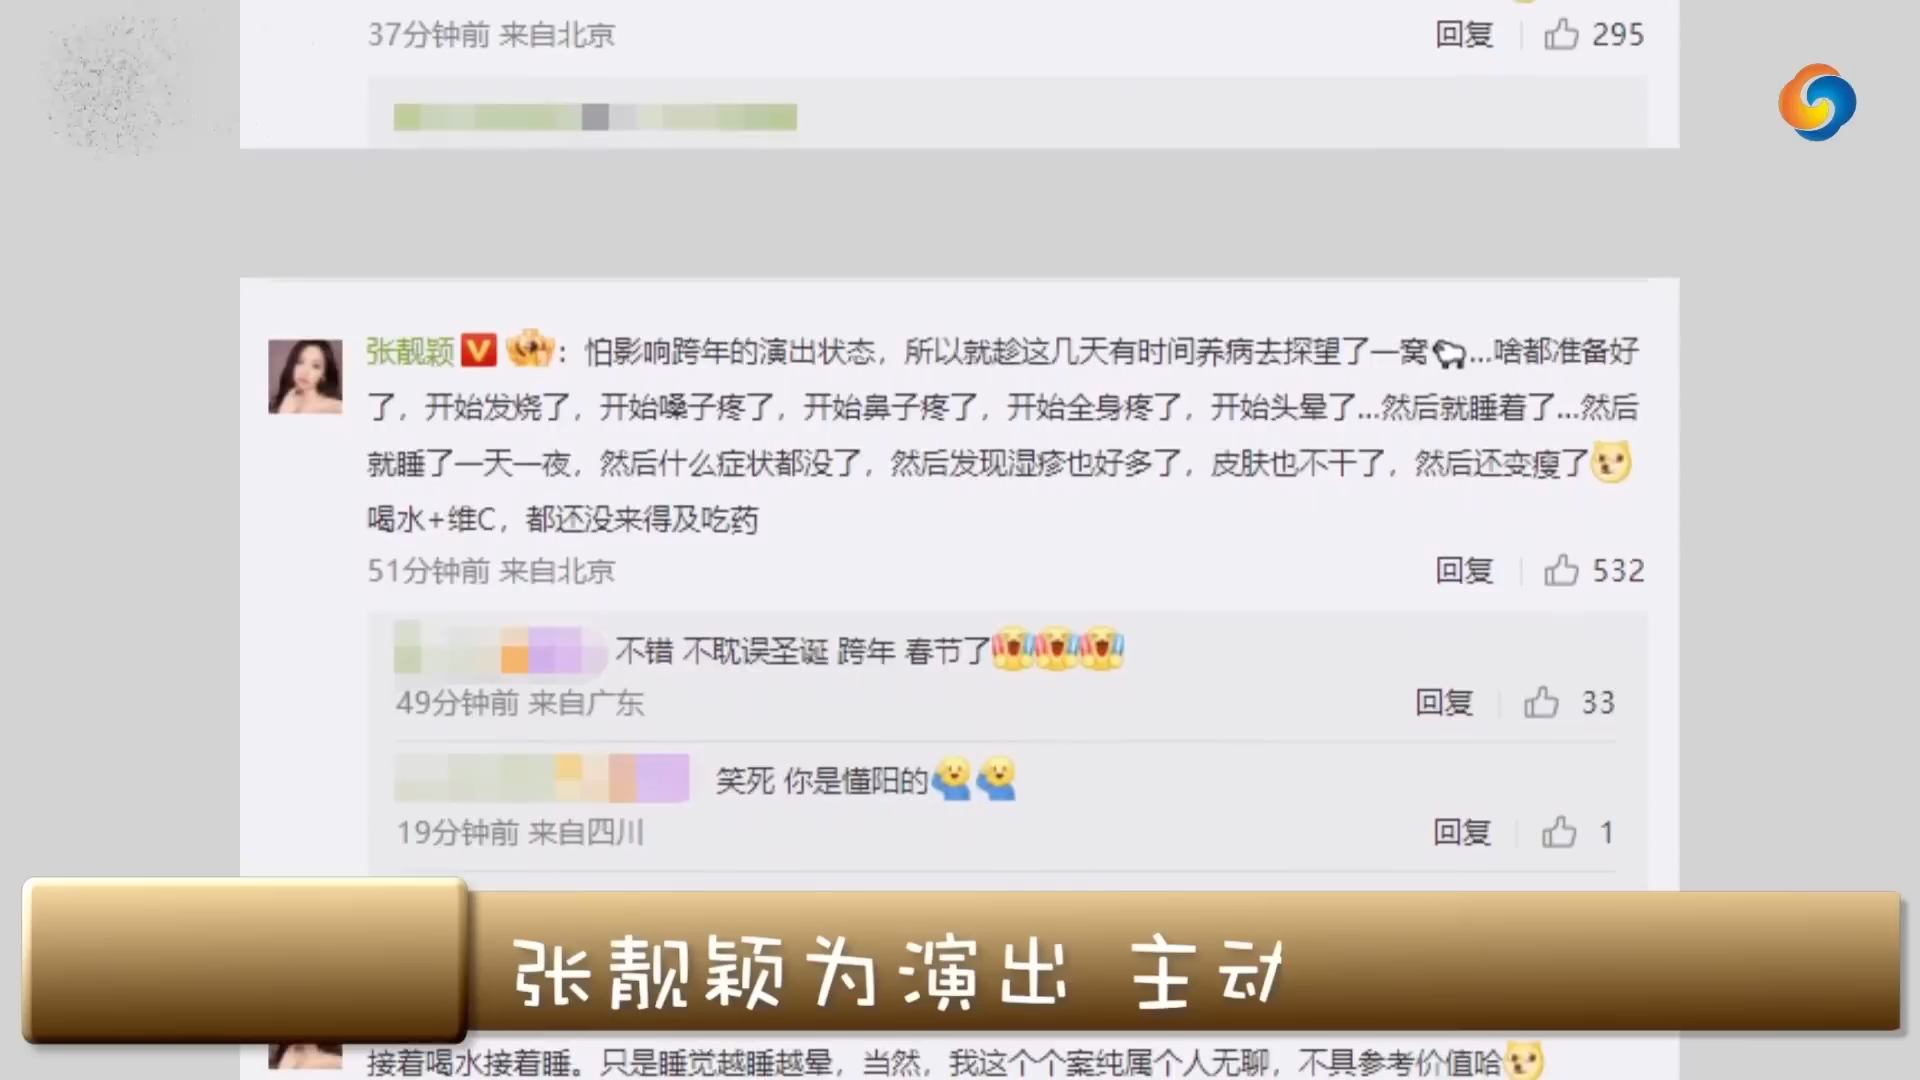 37分钟前 来自北京
回复 295
张靓颖：怕影响跨年的演出状态，所以就趁这几天有时间养病去探望了一窝...啥都准备好
了，开始发烧了，开始嗓子疼了，开始鼻子疼了，开始全身疼了，开始头晕了...然后就睡着了...然后
就睡了一天一夜，然后什么症状都没了，然后发现湿疹也好多了，皮肤也不干了，然后还变瘦了
喝水+维C，都还没来得及吃药
51分钟前 来自北京
回复 532
不错 不耽误圣诞 跨年 春节了
49分钟前 来自广东
回复 33
笑死 你是懂阳的
19分钟前 来自四川
回复 1
张靓颖为演出 主动
接着喝水接着睡。只是睡觉越睡越晕，当然，我这个个案纯属个人无聊，不具参考价值哈